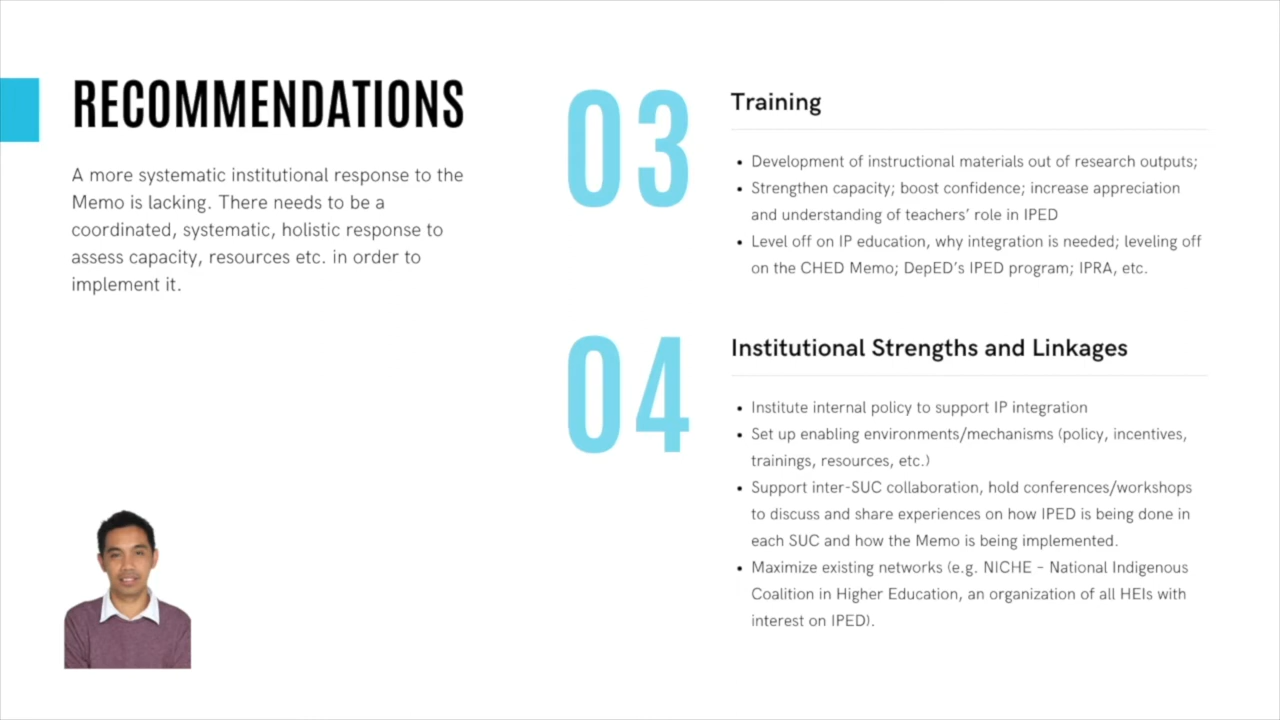 RECOMMENDATIONS
A more systematic institutional response to the
Memo is lacking. There needs to be a
coordinated, systematic, holistic response to
assess capacity, resources etc. in order to
implement it.
03
Training
• Development of instructional materials out of research outputs;
• Strengthen capacity; boost confidence; increase appreciation
and understanding of teachers’ role in IPED
• Level off on IP education, why integration is needed; leveling off
on the CHED Memo; DepED’s IPED program; IPRA, etc.
04
Institutional Strengths and Linkages
• Institute internal policy to support IP integration
• Set up enabling environments/mechanisms (policy, incentives,
trainings, resources, etc.)
• Support inter-SUC collaboration, hold conferences/workshops
to discuss and share experiences on how IPED is being done in
each SUC and how the Memo is being implemented.
• Maximize existing networks (e.g. NICHE – National Indigenous
Coalition in Higher Education, an organization of all HEIs with
interest on IPED).